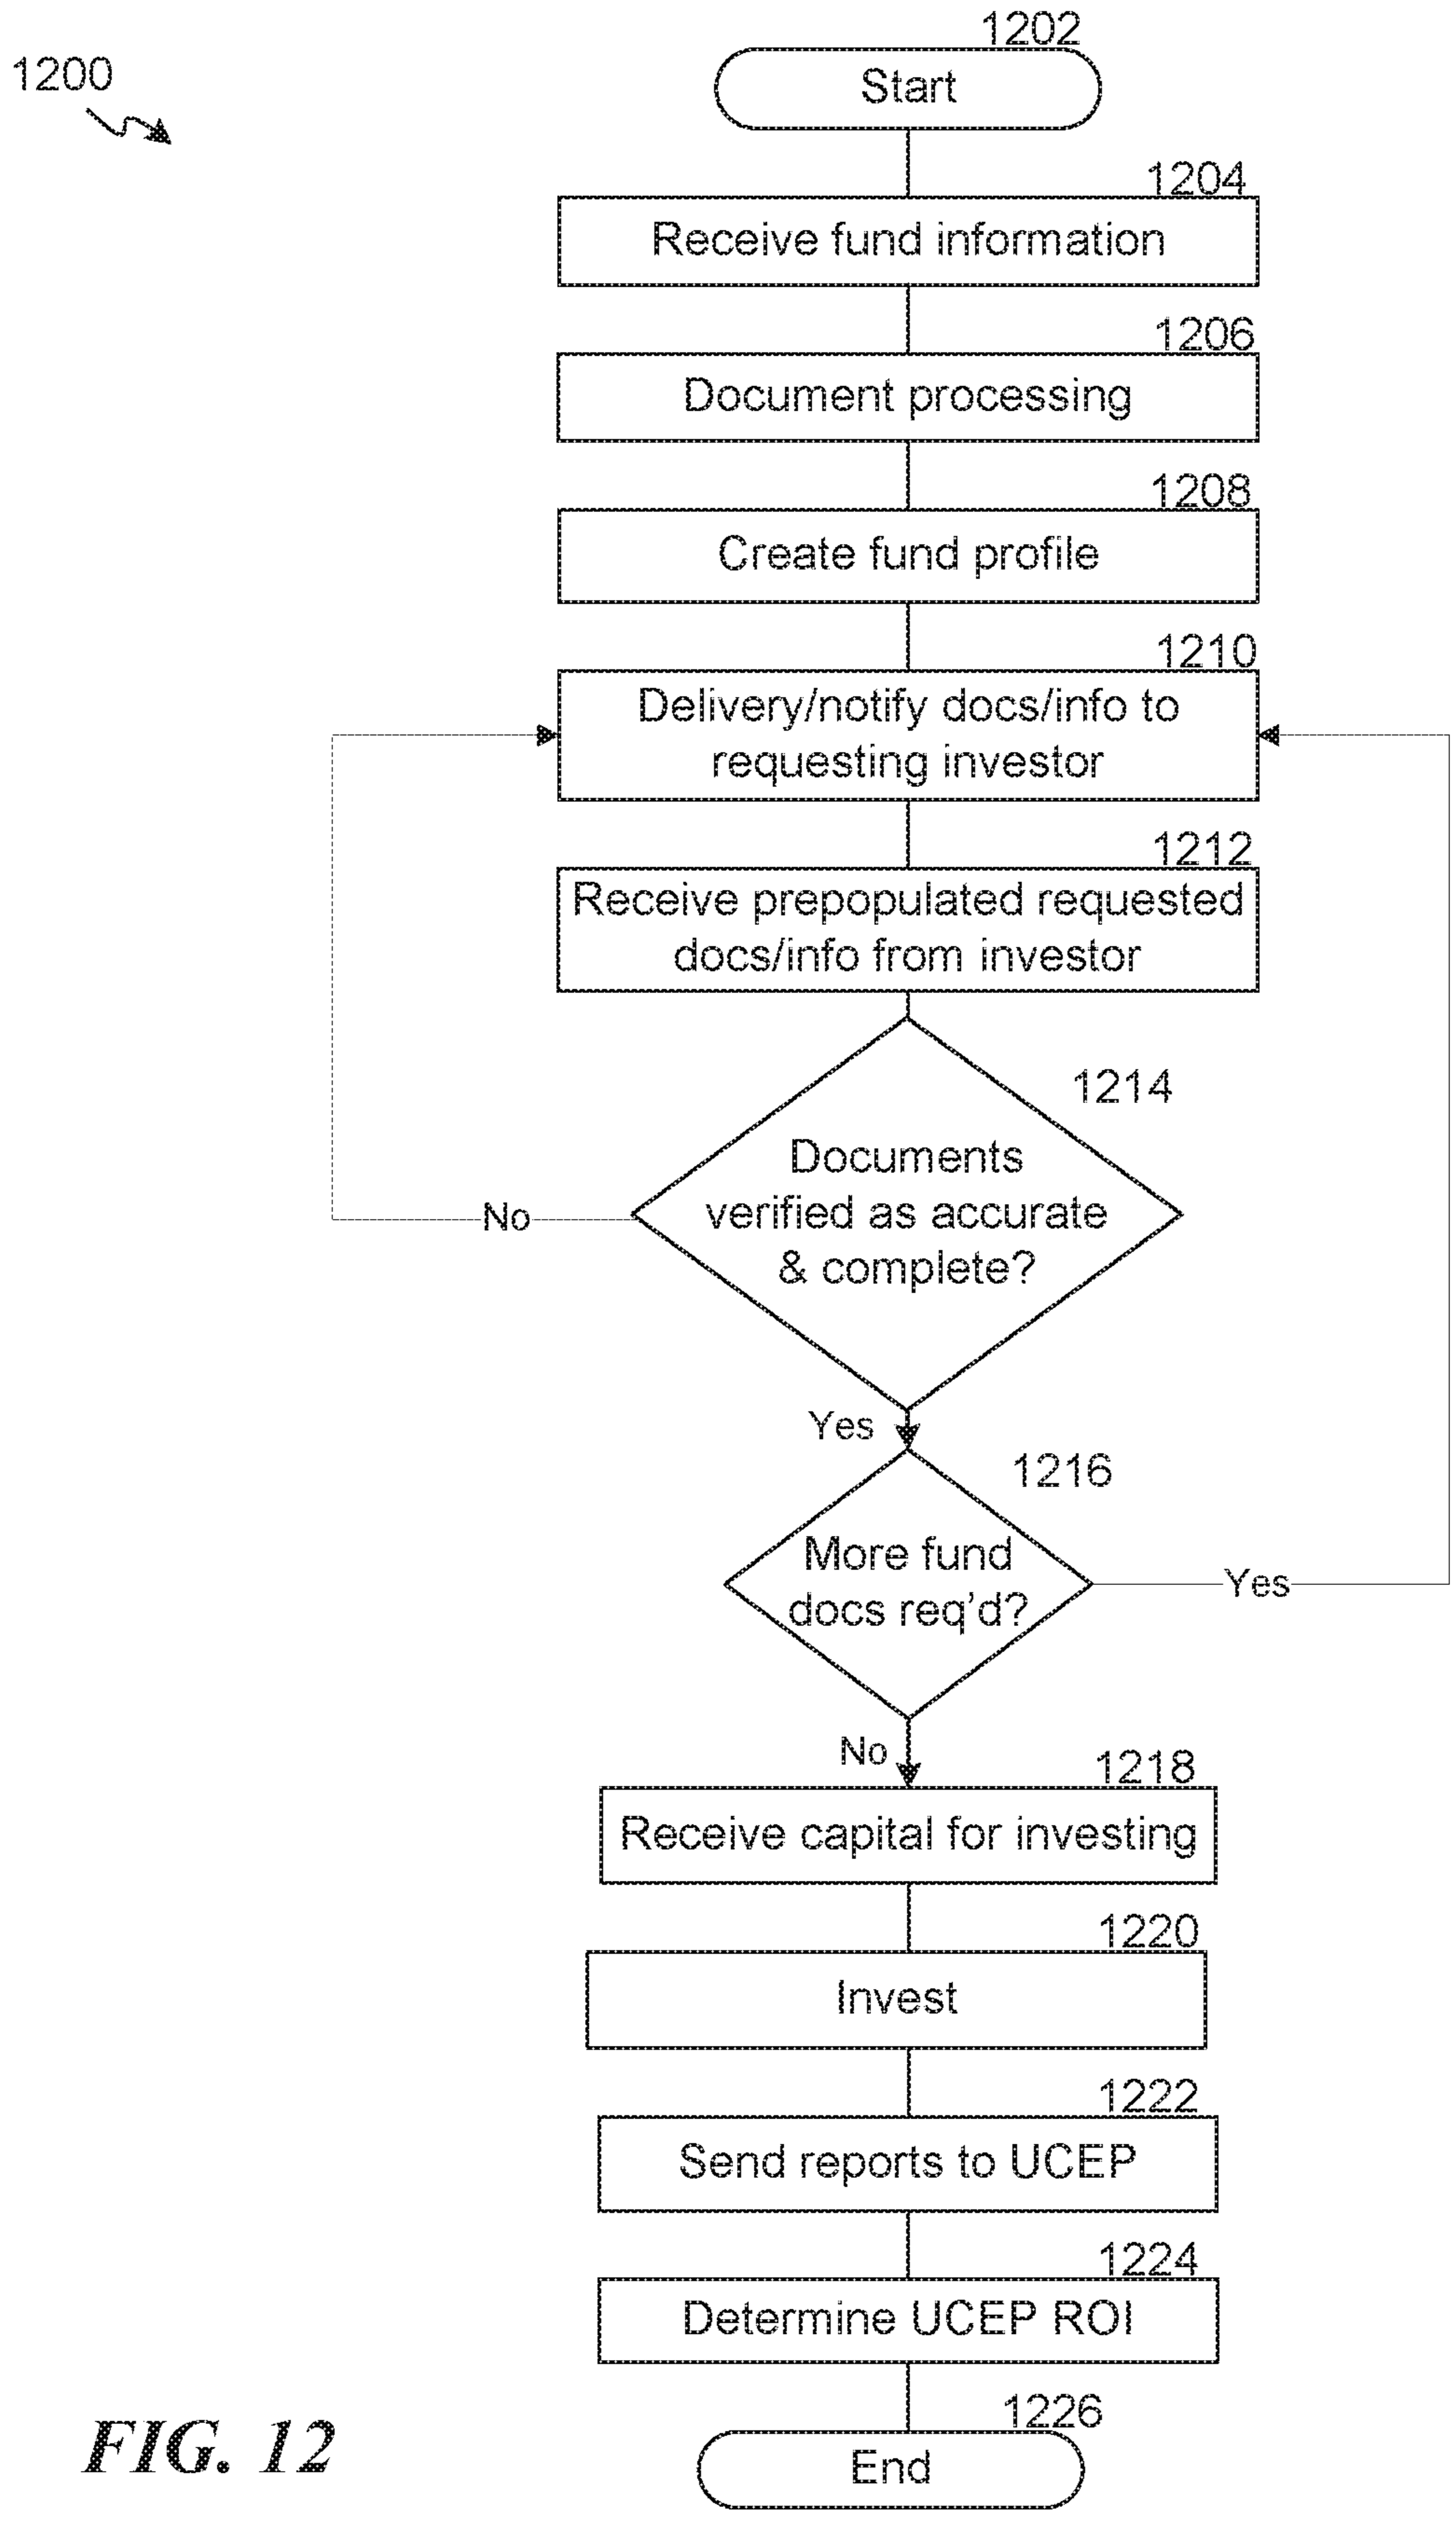 1202
1200
Start
1204
Receive fund information
1206
Document processing
1208
Create fund profile
1210
Delivery/notify docs/info to
requesting investor
1212
Receive prepopulated requested
docs/info from investor
1214
Documents
verified as accurate
& complete?
No
Yes
1216
More fund
docs req'd?
Yes
No
1218
Receive capital for investing
1220
Invest
1222
Send reports to UCEP
1224
Determine UCEP ROI
1226
End
FIG. 12